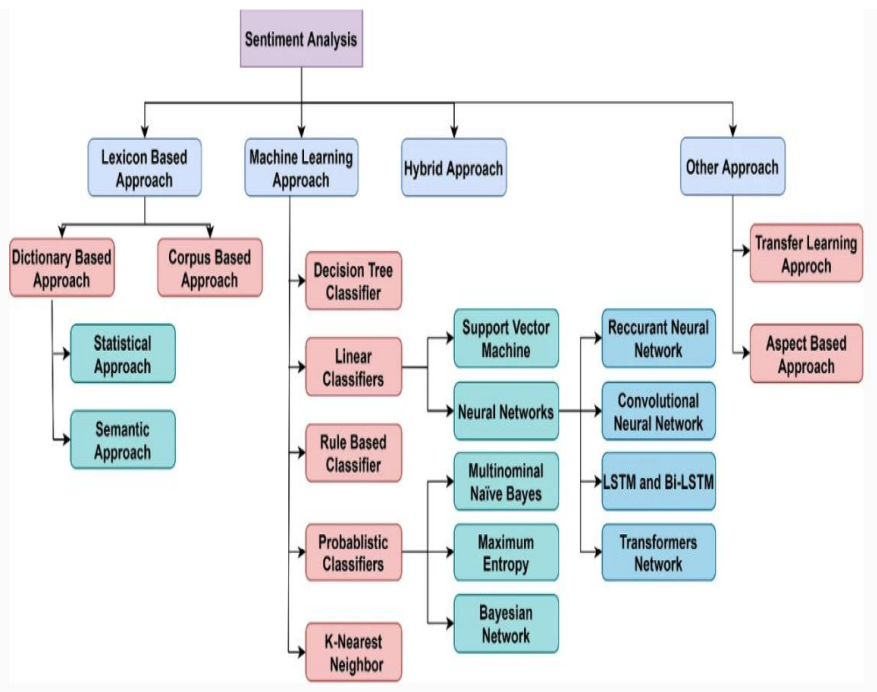 Sentiment Analysis
Lexicon Based
Approach
Machine Learning
Approach
Hybrid Approach
Other Approach
Dictionary Based
Approach
Corpus Based
Approach
Statistical
Approach
Semantic
Approach
Decision Tree
Classifier
Linear
Classifiers
Rule Based
Classifier
Probablistic
Classifiers
K-Nearest
Neighbor
Support Vector
Machine
Neural Networks
Multinominal
Naïve Bayes
Maximum
Entropy
Bayesian
Network
Reccurant Neural
Network
Convolutional
Neural Network
LSTM and Bi-LSTM
Transformers
Network
Transfer Learning
Approch
Aspect Based
Approach